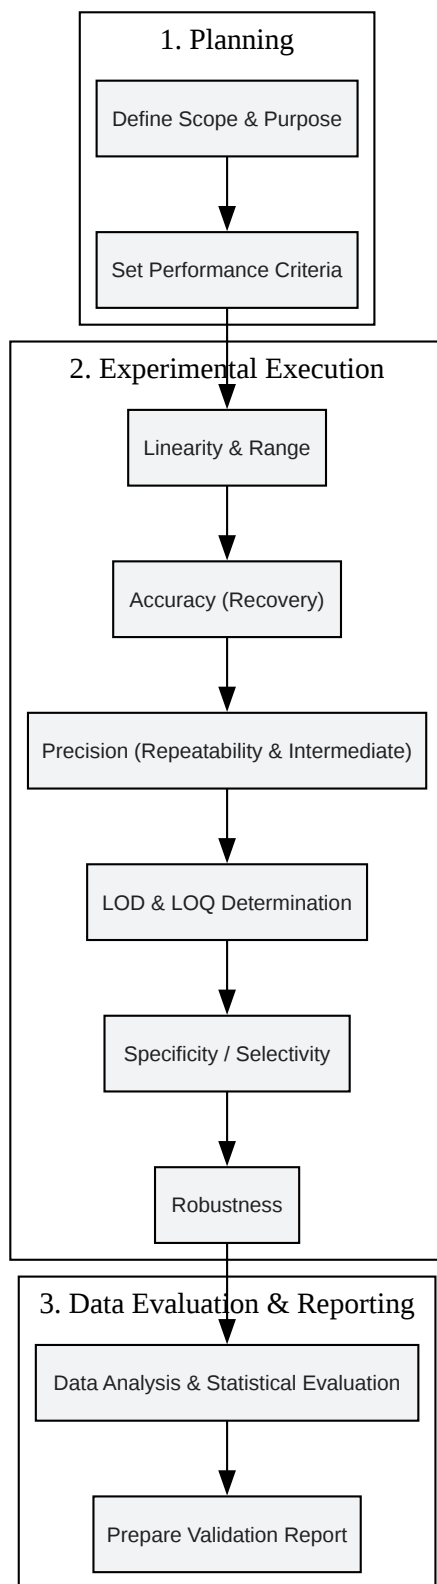 1. Planning
Define Scope & Purpose
Set Performance Criteria
2. Experimental Execution
Linearity & Range
Accuracy (Recovery)
Precision (Repeatability & Intermediate)
LOD & LOQ Determination
Specificity / Selectivity
Robustness
3. Data Evaluation & Reporting
Data Analysis & Statistical Evaluation
Prepare Validation Report